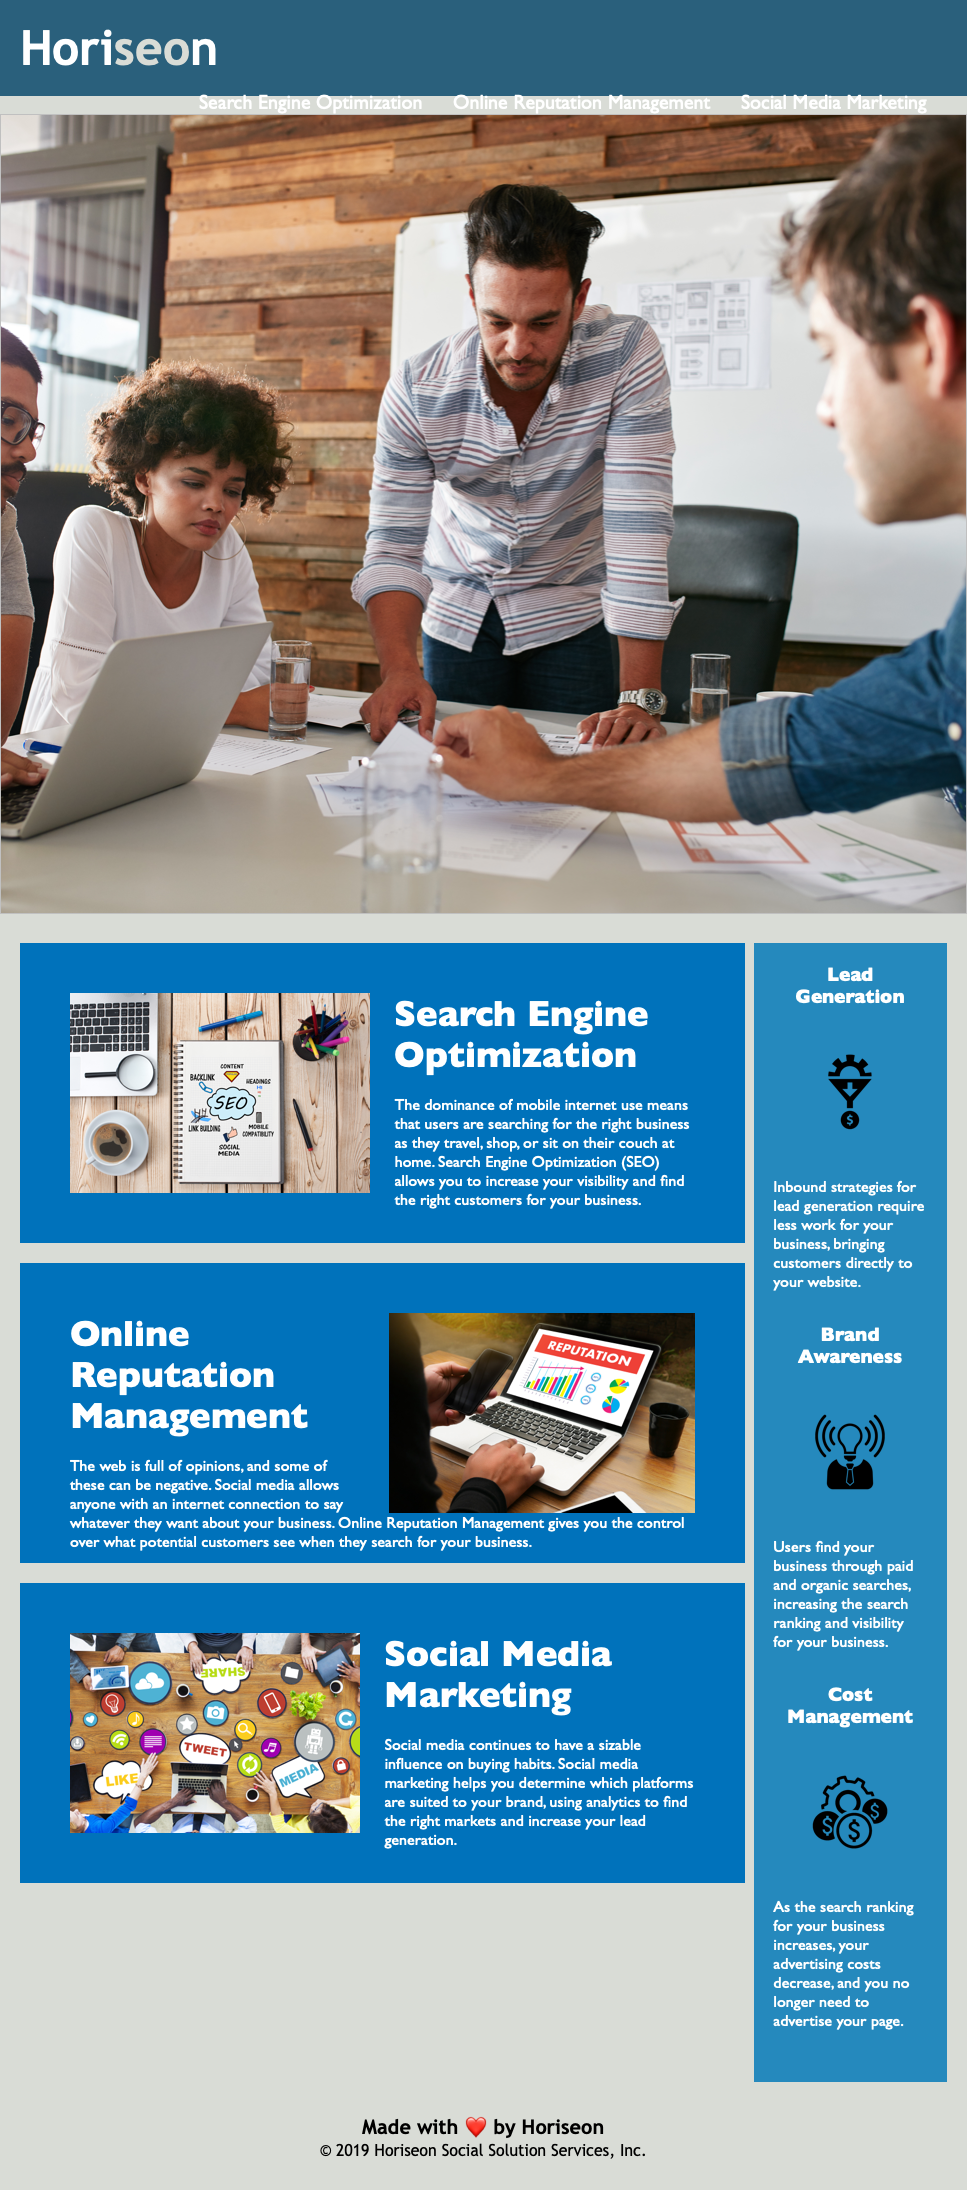 Horiseon
Search Engine Optimization Online Reputation Management Social Media Marketing
CONTENT
BACKLINK
HEADINGS
SEO
LINK BUILDING
MOBILE
COMPATIBILITY
SOCIAL
MEDIA
Search Engine
Optimization
The dominance of mobile internet use means
that users are searching for the right business
as they travel, shop, or sit on their couch at
home. Search Engine Optimization (SEO)
allows you to increase your visibility and find
the right customers for your business.
Online
Reputation
Management
The web is full of opinions, and some of
these can be negative. Social media allows
anyone with an internet connection to say
whatever they want about your business. Online Reputation Management gives you the control
over what potential customers see when they search for your business.
REPUTATION
SHARE
TWEET
LIKE
MEDIA
Social Media
Marketing
Social media continues to have a sizable
influence on buying habits. Social media
marketing helps you determine which platforms
are suited to your brand, using analytics to find
the right markets and increase your lead
generation.
Lead
Generation
$
Inbound strategies for
lead generation require
less work for your
business, bringing
customers directly to
your website.
Brand
Awareness
Users find your
business through paid
and organic searches,
increasing the search
ranking and visibility
for your business.
Cost
Management
$ $ $
As the search ranking
for your business
increases, your
advertising costs
decrease, and you no
longer need to
advertise your page.
Made with ❤️ by Horiseon
© 2019 Horiseon Social Solution Services, Inc.